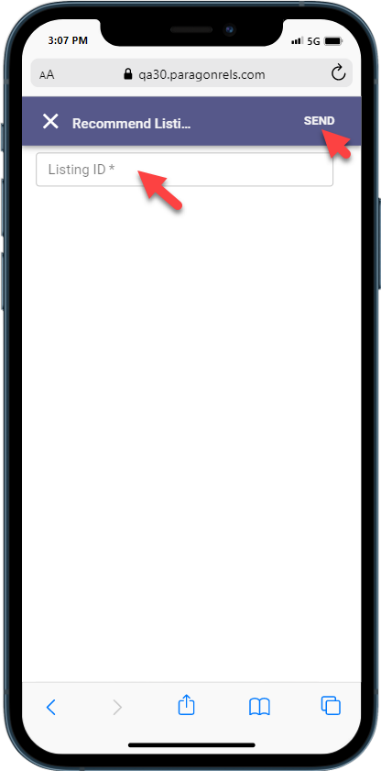 3:07 PM
5G
AA
qa30.paragonrels.com
Recommend Listi...
SEND
Listing ID *